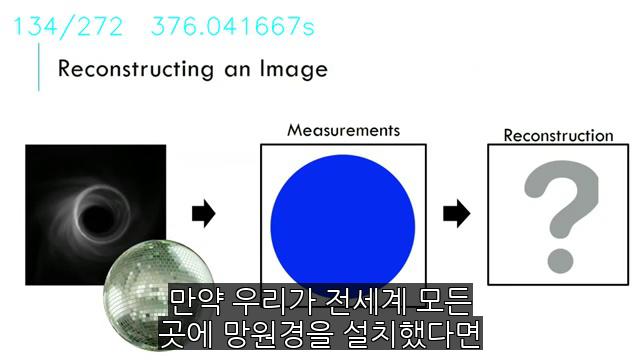 134/272 376.041667s
Reconstructing an Image
Measurements
Reconstruction
?
만약 우리가 전세계 모든
곳에 망원경을 설치했다면